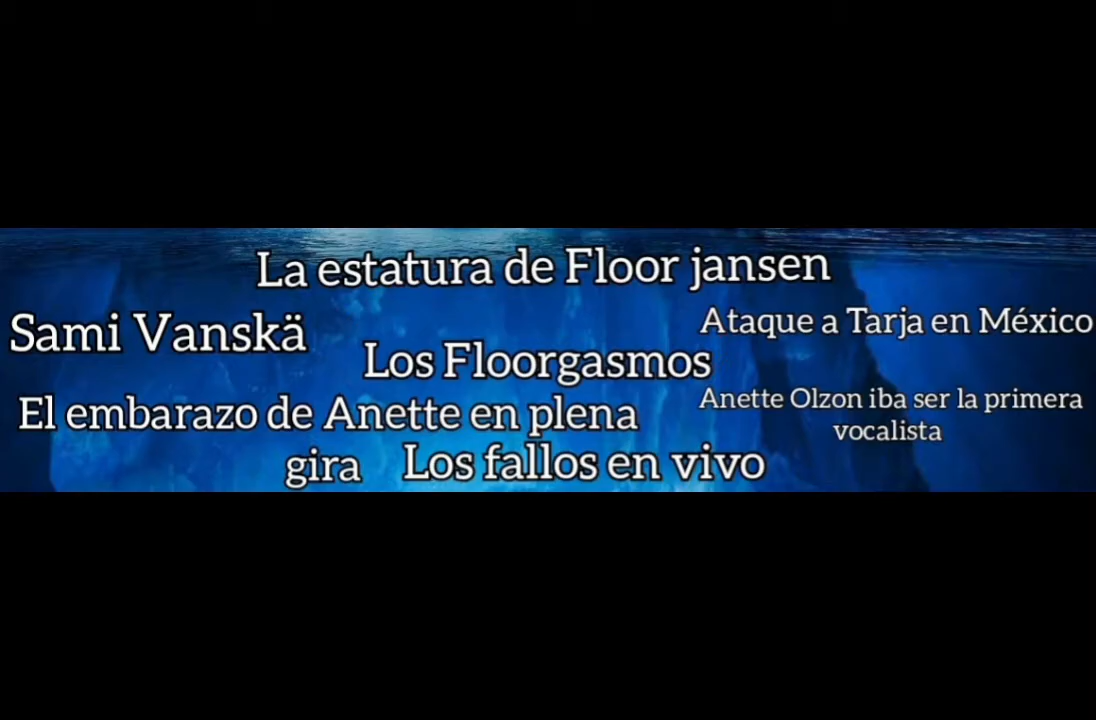 La estatura de Floor jansen
Sami Vanskä
Ataque a Tarja en México
Los Floorgasmos
El embarazo de Anette en plena
gira
Anette Olzon iba ser la primera
vocalista
Los fallos en vivo